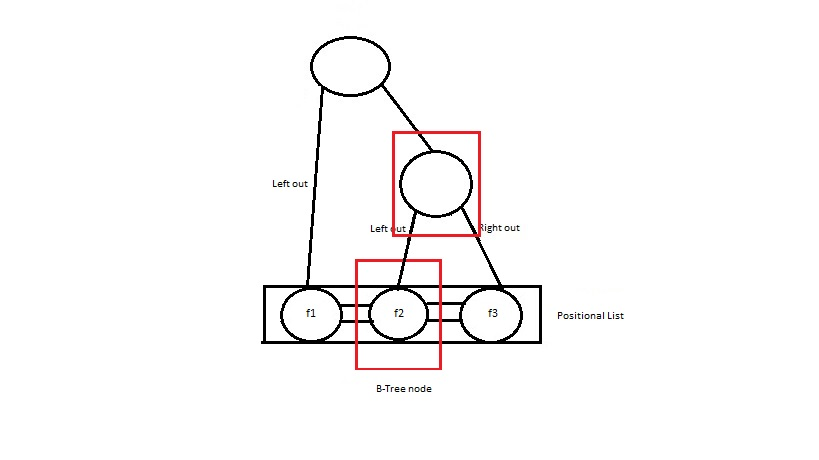 Left out
Left out
Right out
f1
f2
f3
Positional List
B-Tree node